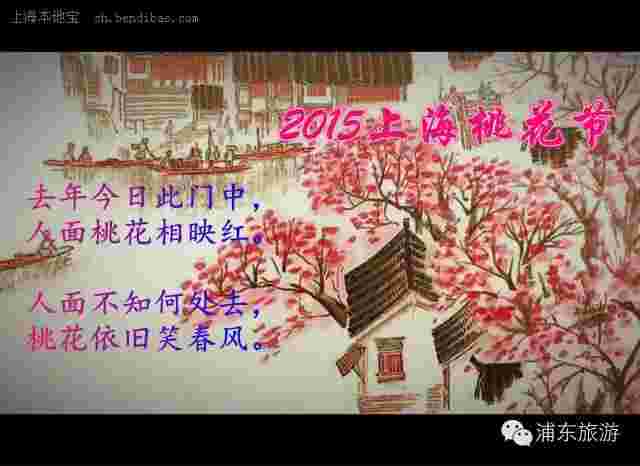 上海本地宝 sh.bendibao.com
2015上海桃花节
去年今日此门中，
人面桃花相映红。
人面不知何处去，
桃花依旧笑春风。
浦东旅游